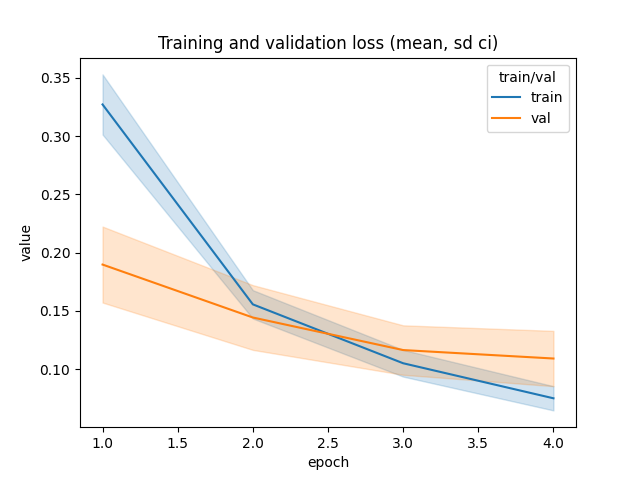 Training and validation loss (mean, sd ci)
train/val
train
val
value
0.35
0.30
0.25
0.20
0.15
0.10
1.0 1.5 2.0 2.5 3.0 3.5 4.0
epoch